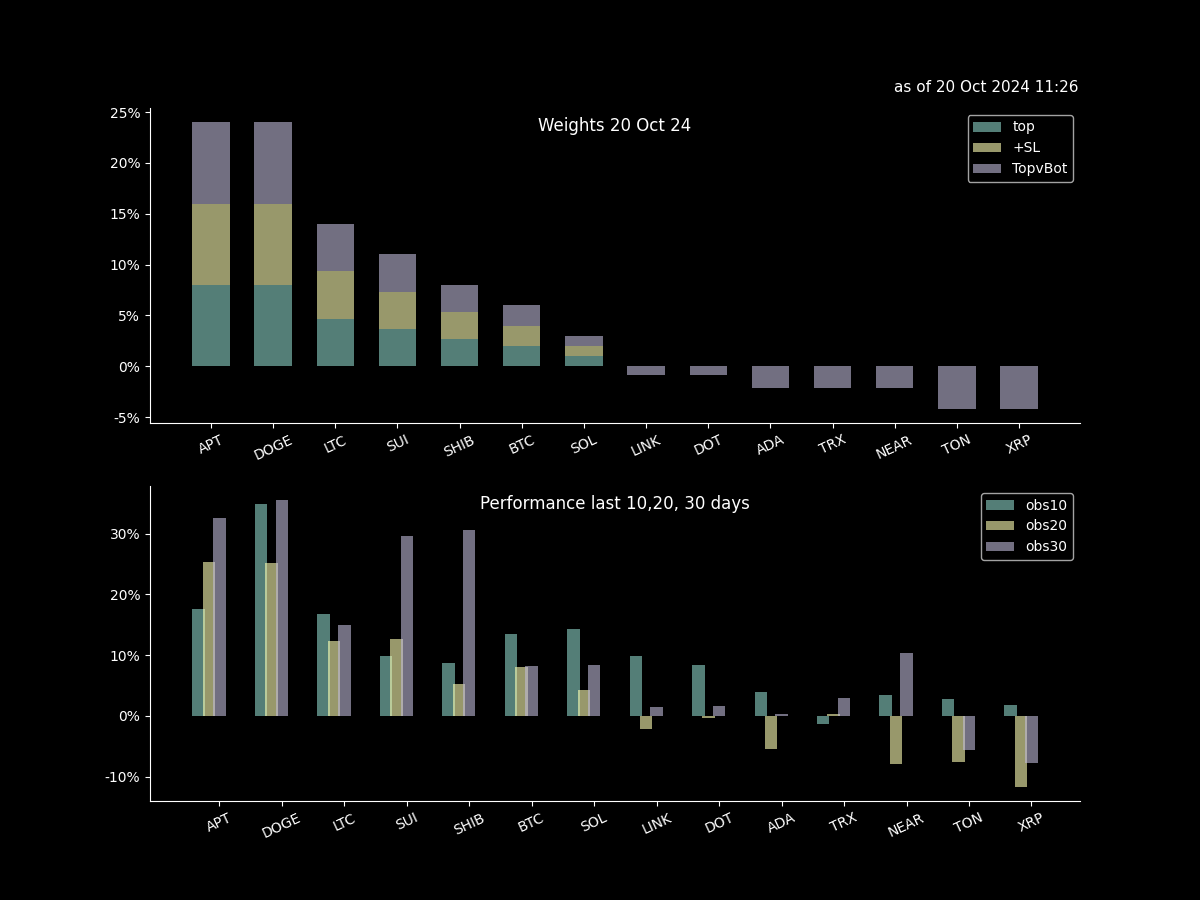 as of 20 Oct 2024 11:26
Weights 20 Oct 24
top
+SL
TopvBot
25%
20%
15%
10%
5%
0%
-5%
APT DOGE LTC SUI SHIB BTC SOL LINK DOT ADA TRX NEAR TON XRP
Performance last 10,20, 30 days
obs10
obs20
obs30
30%
20%
10%
0%
-10%
APT DOGE LTC SUI SHIB BTC SOL LINK DOT ADA TRX NEAR TON XRP